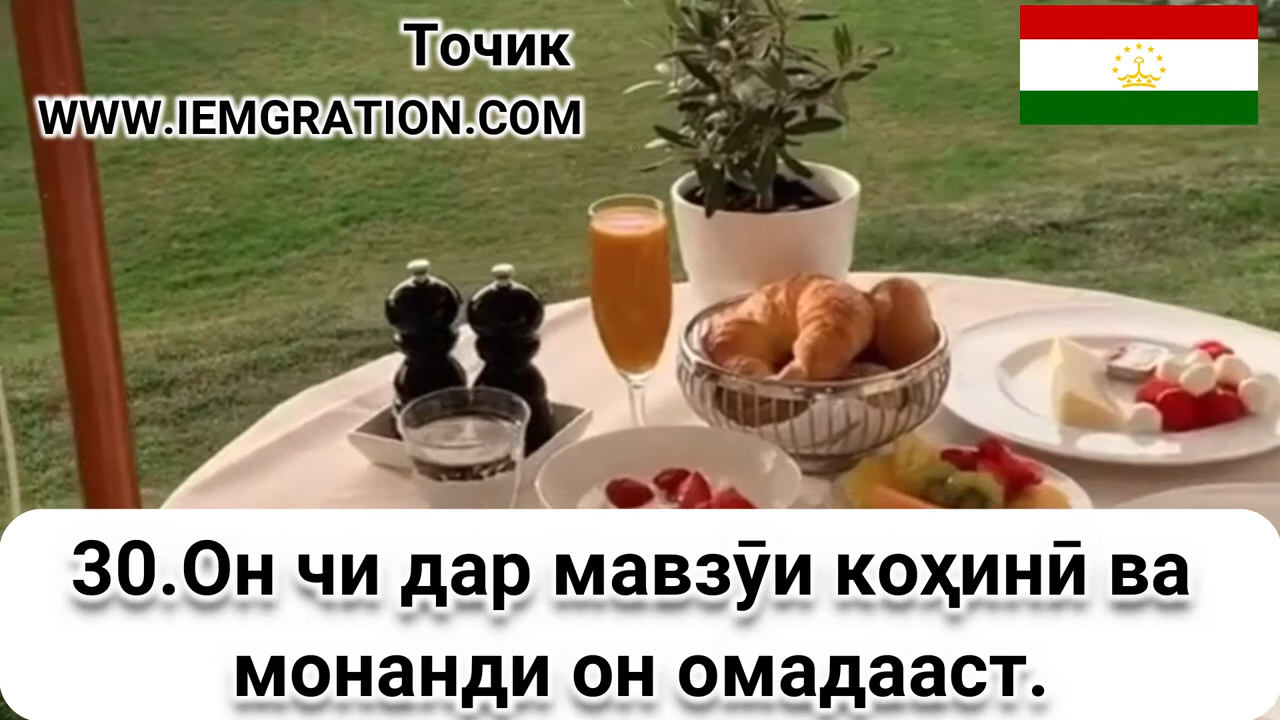 Точик
WWW.IEMGRATION.COM
30.Он чи дар мавзӯи коҳинӣ ва
монанди он омадааст.